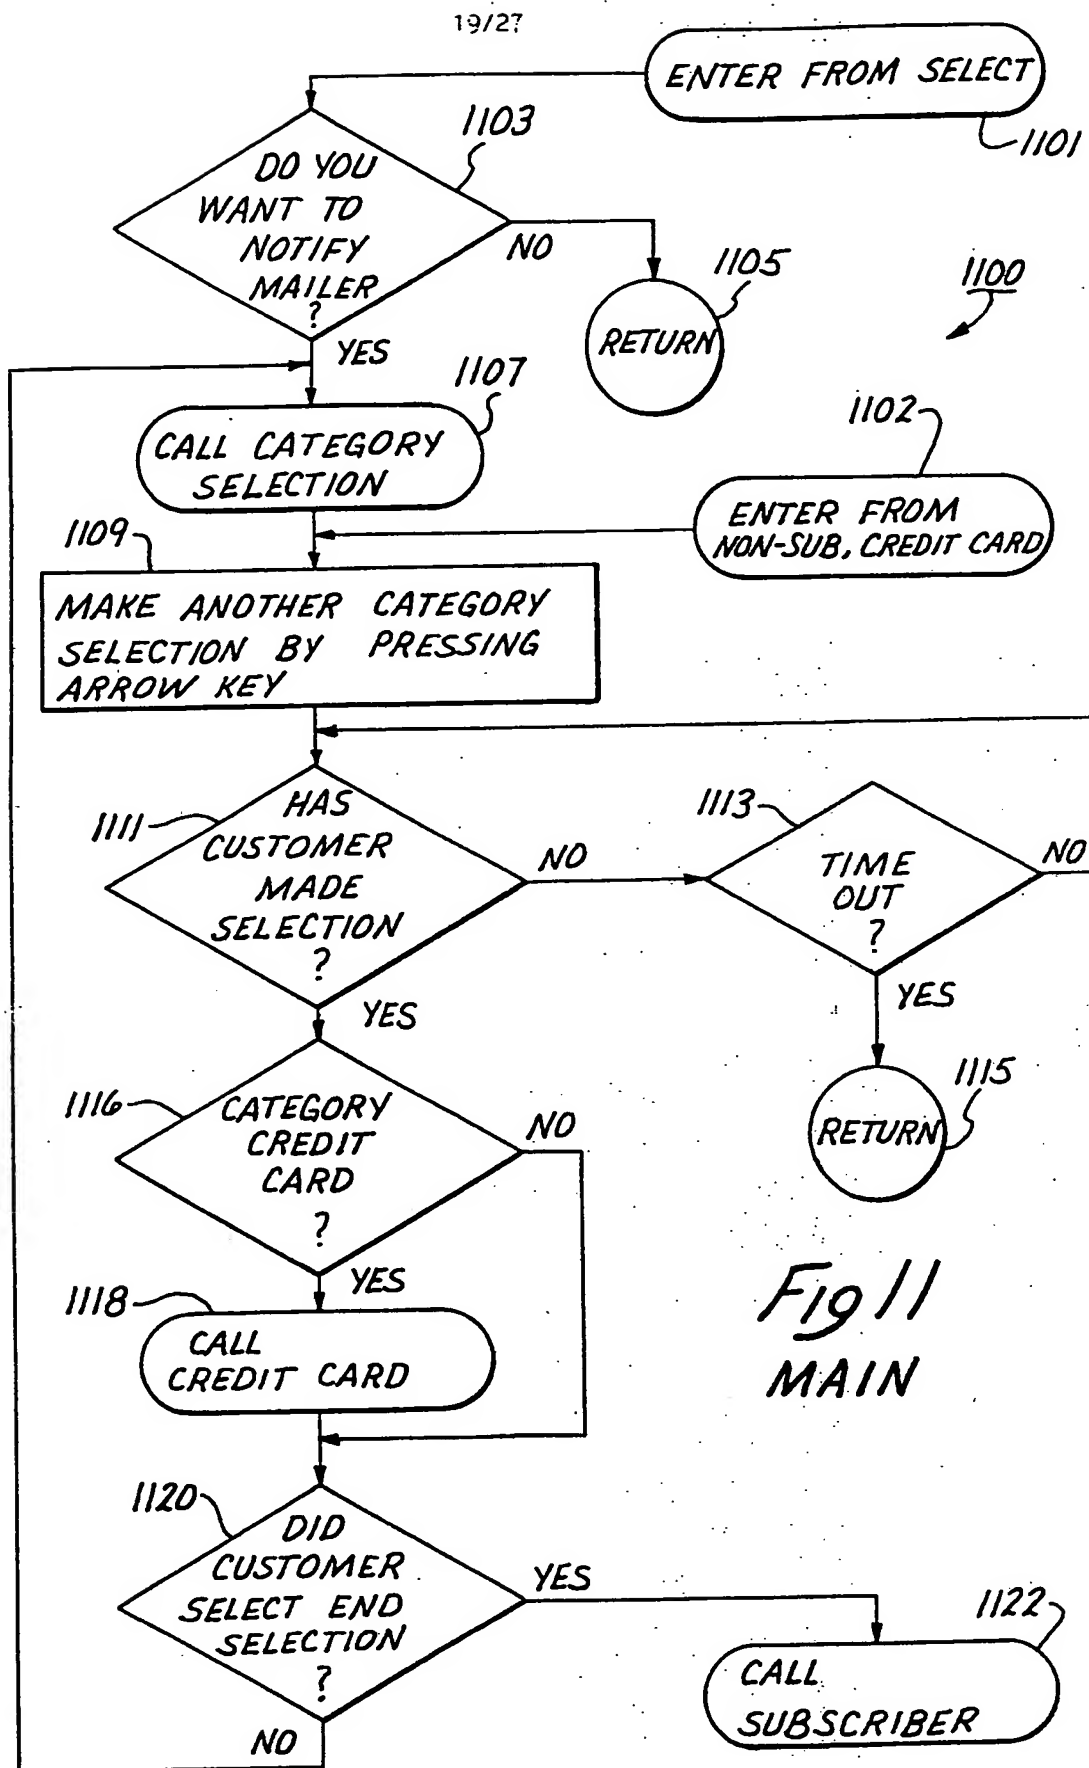 19/27
ENTER FROM SELECT
1101
1103
DO YOU
WANT TO
NOTIFY
MAILER
?
NO
1105
RETURN
1100
YES
1107
CALL CATEGORY
SELECTION
1102
ENTER FROM
NON-SUB, CREDIT CARD
1109
MAKE ANOTHER CATEGORY
SELECTION BY PRESSING
ARROW KEY
1111
HAS
CUSTOMER
MADE
SELECTION
?
NO
1113
TIME
OUT
?
NO
YES
YES
1115
RETURN
1116
CATEGORY
CREDIT
CARD
?
NO
YES
1118
CALL
CREDIT CARD
Fig 11
MAIN
1120
DID
CUSTOMER
SELECT END
SELECTION
?
YES
1122
CALL
SUBSCRIBER
NO